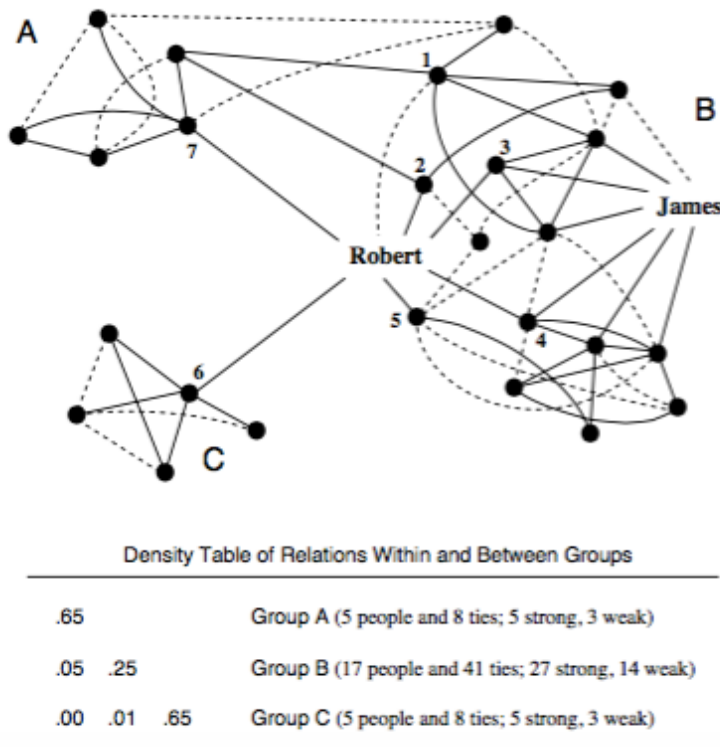 A
1
B
3
7
2
James
Robert
5
4
6
C
Density Table of Relations Within and Between Groups
.65 Group A (5 people and 8 ties; 5 strong, 3 weak)
.05 .25 Group B (17 people and 41 ties; 27 strong, 14 weak)
.00 .01 .65 Group C (5 people and 8 ties; 5 strong, 3 weak)